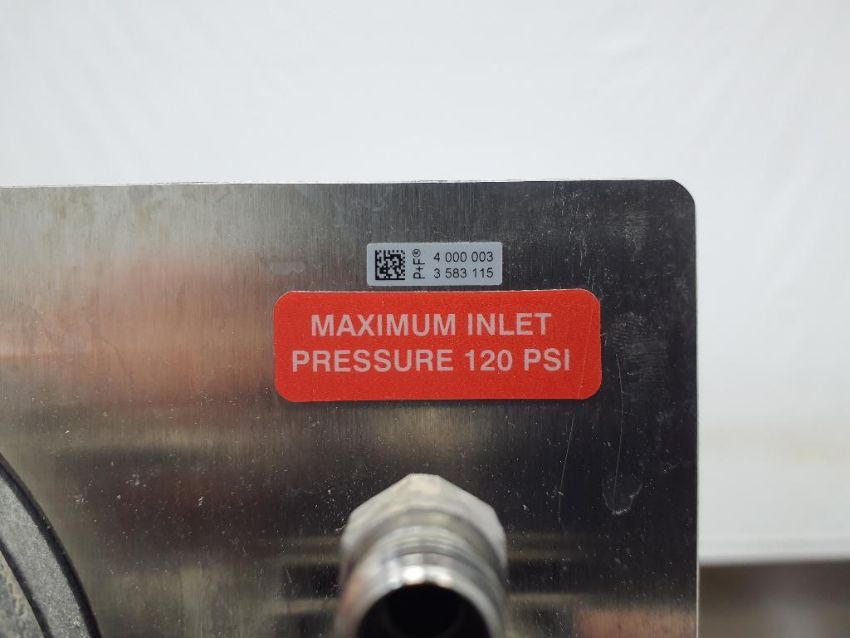 P+F®
4 000 003
3 583 115
MAXIMUM INLET
PRESSURE 120 PSI